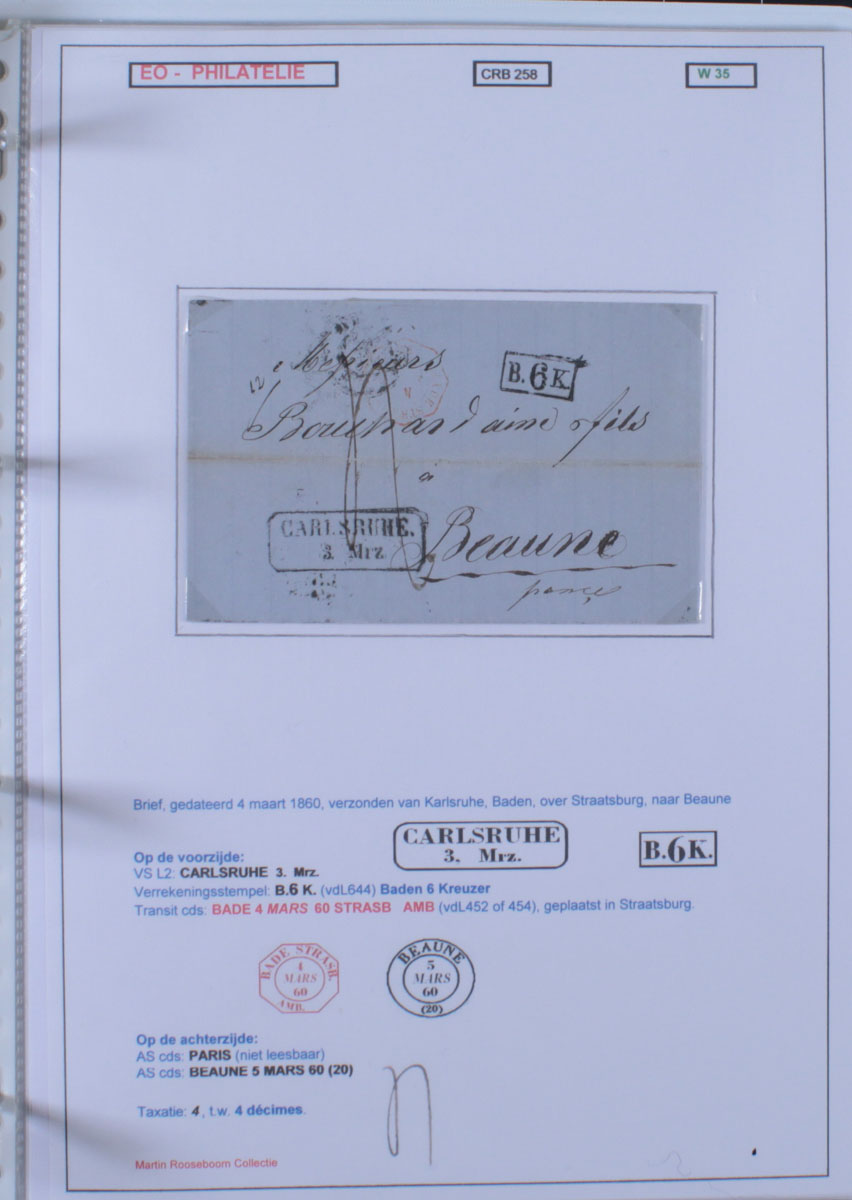 EO - PHILATELIE
CRB 258
W 35
12
Messieurs
B.6K.
Bouchard ainé & fils
a
CARLSRUHE.
3. Mrz.
Beaune
france
Brief, gedateerd 4 maart 1860, verzonden van Karlsruhe, Baden, over Straatsburg, naar Beaune
CARLSRUHE
3. Mrz.
B.6K.
Op de voorzijde:
VS L2: CARLSRUHE 3. Mrz.
Verrekeningsstempel: B.6 K. (vdL644) Baden 6 Kreuzer
Transit cds: BADE 4 MARS 60 STRASB AMB (vdL452 of 454), geplaatst in Straatsburg.
BADE STRASB.
4
MARS
60
AMB.
BEAUNE
5
MARS
60
(20)
Op de achterzijde:
AS cds: PARIS (niet leesbaar)
AS cds: BEAUNE 5 MARS 60 (20)
Taxatie: 4, t.w. 4 décimes.
Martin Rooseboom Collectie